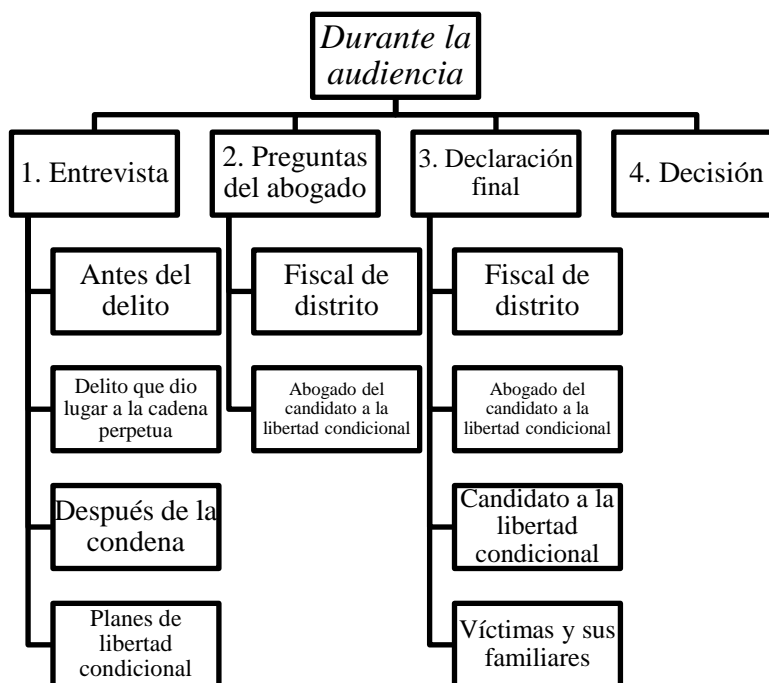 Durante la
audiencia
1. Entrevista
Antes del
delito
Delito que dio
lugar a la cadena
perpetua
Después de la
condena
Planes de
libertad
condicional
2. Preguntas
del abogado
Fiscal de
distrito
Abogado del
candidato a la
libertad condicional
3. Declaración
final
Fiscal de
distrito
Abogado del
candidato a la
libertad condicional
Candidato a la
libertad
condicional
Víctimas y sus
familiares
4. Decisión